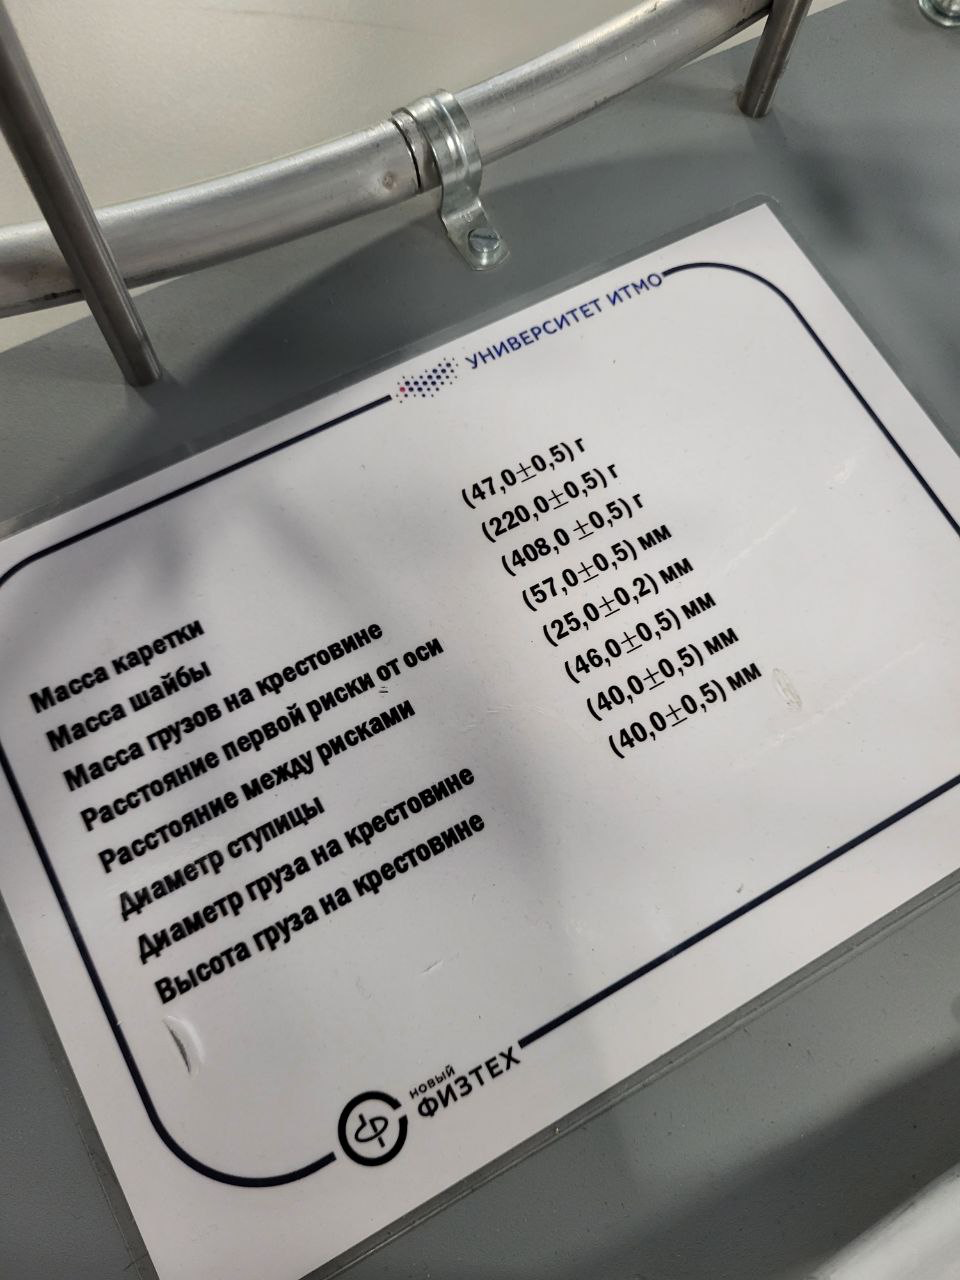 УНИВЕРСИТЕТ ИТМО
Масса каретки (47,0±0,5) г
Масса шайбы (220,0±0,5) г
Масса грузов на крестовине (408,0 ±0,5) г
Расстояние первой риски от оси (57,0±0,5) мм
Расстояние между рисками (25,0±0,2) мм
Диаметр ступицы (46,0±0,5) мм
Диаметр груза на крестовине (40,0±0,5) мм
Высота груза на крестовине (40,0±0,5) мм
НОВЫЙ
ФИЗТЕХ